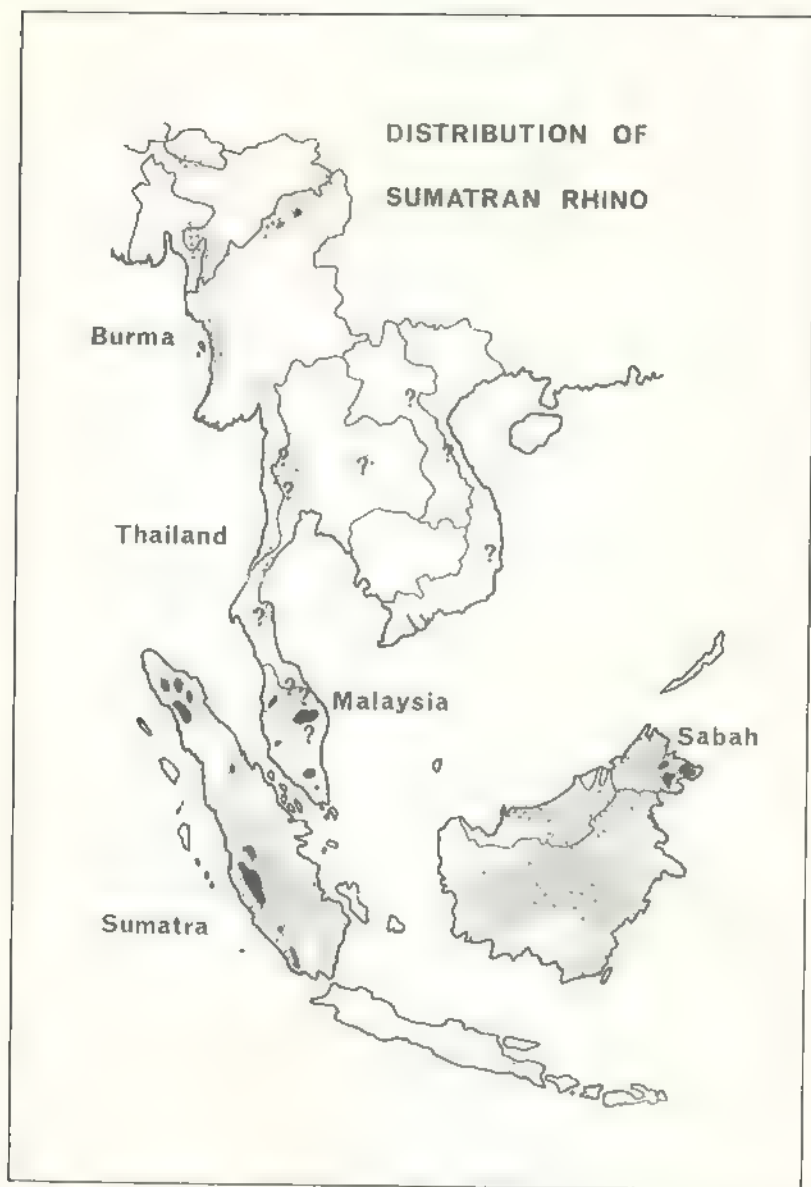 DISTRIBUTION OF
SUMATRAN RHINO
Burma
?
?
?
?
?
Thailand
?
?
? ?
Malaysia
?
Sabah
Sumatra